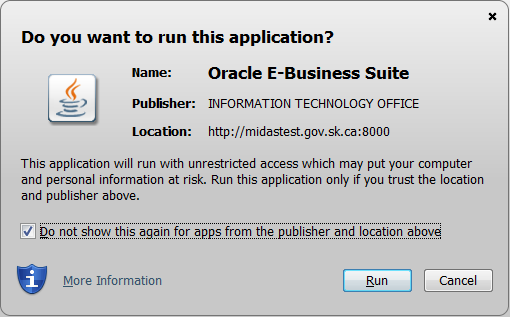 Do you want to run this application?
Name: Oracle E-Business Suite
Publisher: INFORMATION TECHNOLOGY OFFICE
Location: http://midastest.gov.sk.ca:8000
This application will run with unrestricted access which may put your computer
and personal information at risk. Run this application only if you trust the location
and publisher above.
Do not show this again for apps from the publisher and location above
More Information
Run
Cancel